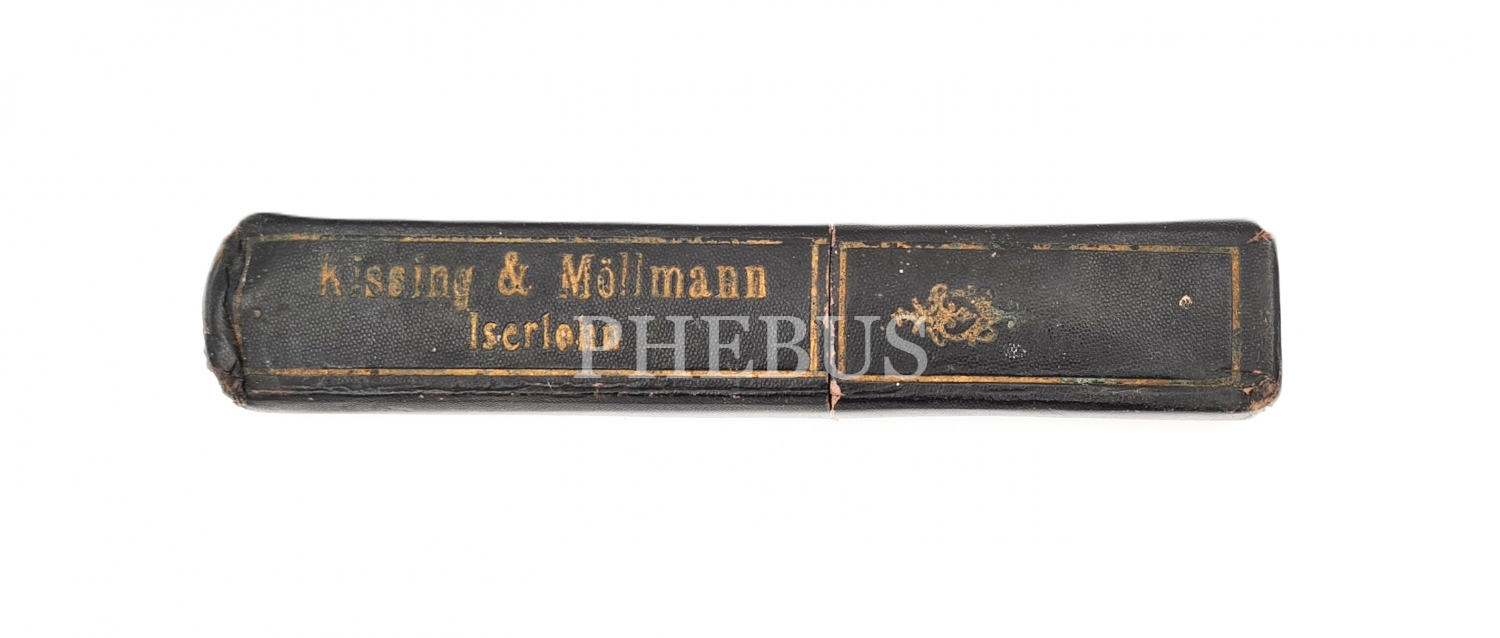 Kissing & Möllmann
Iserlohn
PHEBUS